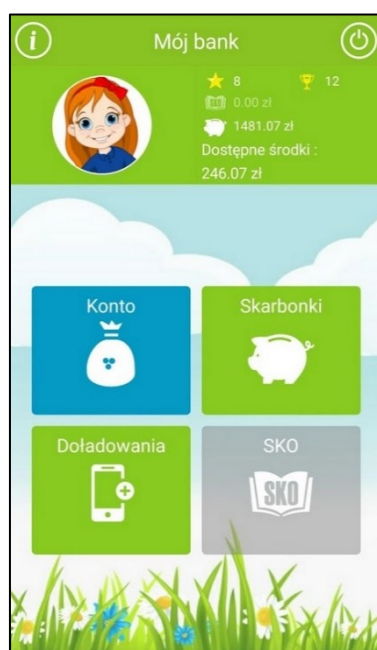 i
Mój bank
8 12
0.00 zł
1481.07 zł
Dostępne środki :
246.07 zł
Konto
Skarbonki
Doładowania
SKO
SKO